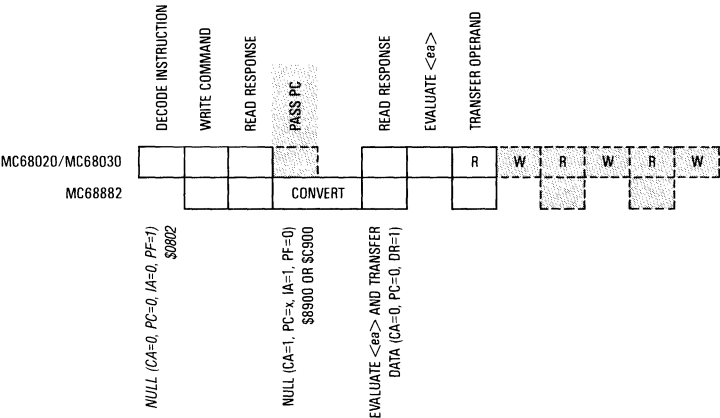 DECODE INSTRUCTION
WRITE COMMAND
READ RESPONSE
PASS PC
READ RESPONSE
EVALUATE <ea>
TRANSFER OPERAND
MC68020/MC68030
R W R W R W
MC68882
CONVERT
NULL (CA=0, PC=0, IA=0, PF=1)
$0802
NULL (CA=1, PC=x, IA=1, PF=0)
$8900 OR $C900
EVALUATE <ea> AND TRANSFER
DATA (CA=0, PC=0, DR=1)